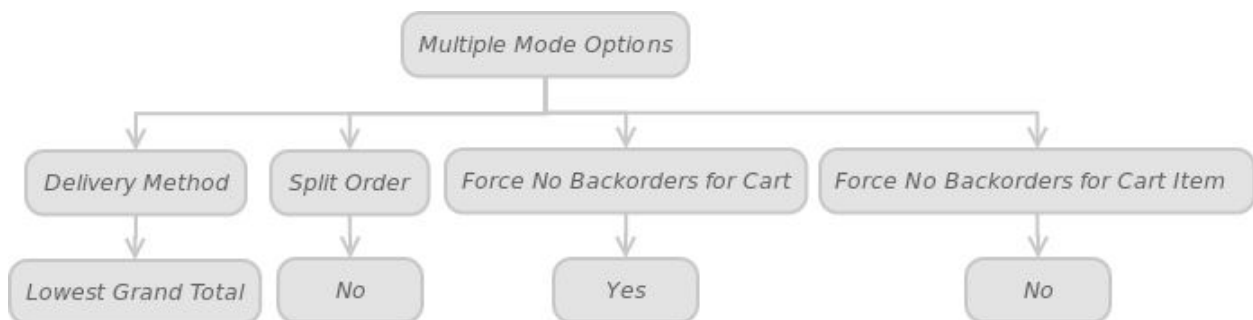 Multiple Mode Options
Delivery Method
Split Order
Force No Backorders for Cart
Force No Backorders for Cart Item
Lowest Grand Total
No
Yes
No